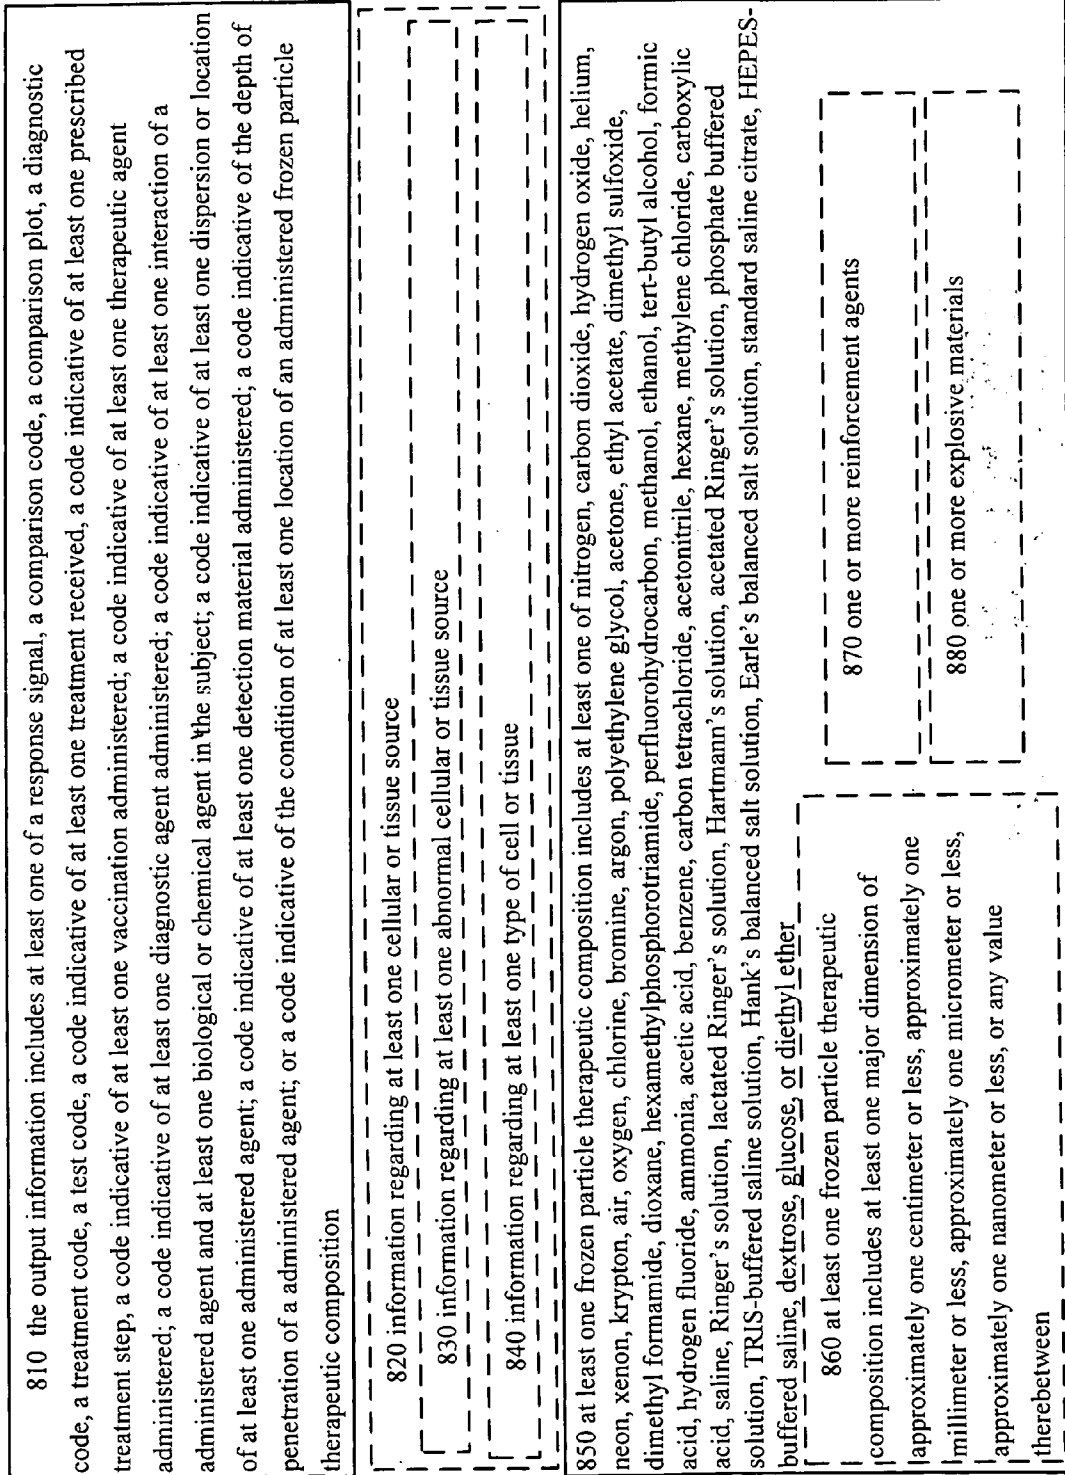 810 the output information includes at least one of a response signal, a comparison code, a comparison plot, a diagnostic
code, a treatment code, a test code, a code indicative of at least one treatment received, a code indicative of at least one prescribed
treatment step, a code indicative of at least one vaccination administered; a code indicative of at least one therapeutic agent
administered; a code indicative of at least one diagnostic agent administered; a code indicative of at least one interaction of a
administered agent and at least one biological or chemical agent in the subject; a code indicative of at least one dispersion or location
of at least one administered agent; a code indicative of at least one detection material administered; a code indicative of the depth of
penetration of a administered agent; or a code indicative of the condition of at least one location of an administered frozen particle
therapeutic composition
820 information regarding at least one cellular or tissue source
830 information regarding at least one abnormal cellular or tissue source
840 information regarding at least one type of cell or tissue
850 at least one frozen particle therapeutic composition includes at least one of nitrogen, carbon dioxide, hydrogen oxide, helium,
neon, xenon, krypton, air, oxygen, chlorine, bromine, argon, polyethylene glycol, acetone, ethyl acetate, dimethyl sulfoxide,
dimethyl formamide, dioxane, hexamethylphosphorotriamide, perfluorohydrocarbon, methanol, ethanol, tert-butyl alcohol, formic
acid, hydrogen fluoride, ammonia, acetic acid, benzene, carbon tetrachloride, acetonitrile, hexane, methylene chloride, carboxylic
acid, saline, Ringer's solution, lactated Ringer's solution, Hartmann's solution, acetated Ringer's solution, phosphate buffered
solution, TRIS-buffered saline solution, Hank's balanced salt solution, Earle's balanced salt solution, standard saline citrate, HEPES-
buffered saline, dextrose, glucose, or diethyl ether
860 at least one frozen particle therapeutic
composition includes at least one major dimension of
approximately one centimeter or less, approximately one
millimeter or less, approximately one micrometer or less,
approximately one nanometer or less, or any value
therebetween
870 one or more reinforcement agents
880 one or more explosive materials